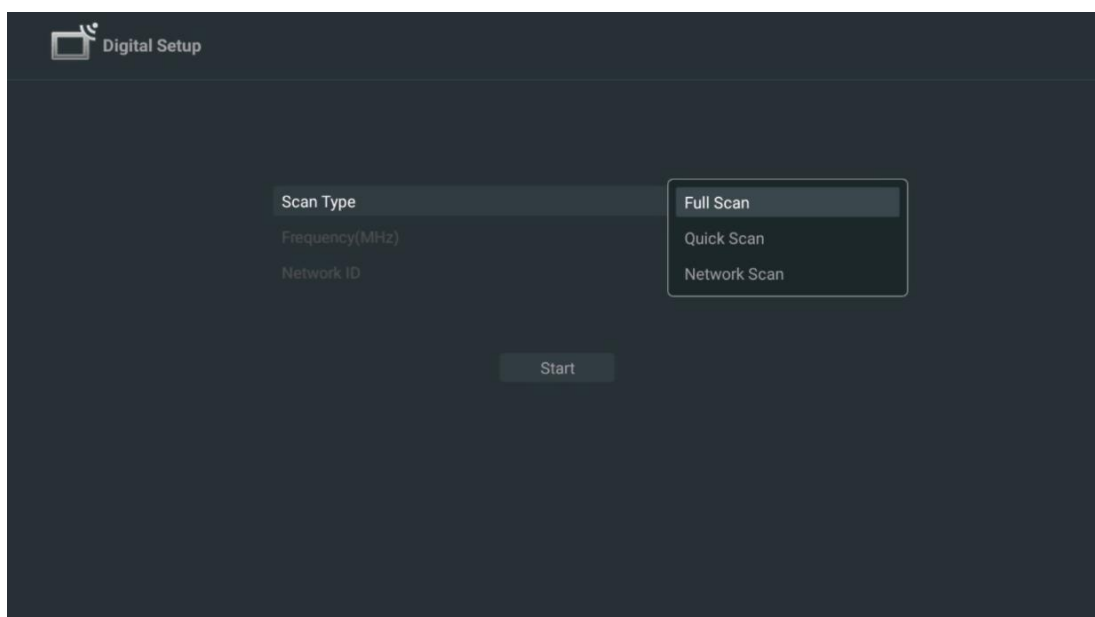 Digital Setup
Scan Type
Full Scan
Frequency(MHz)
Quick Scan
Network ID
Network Scan
Start